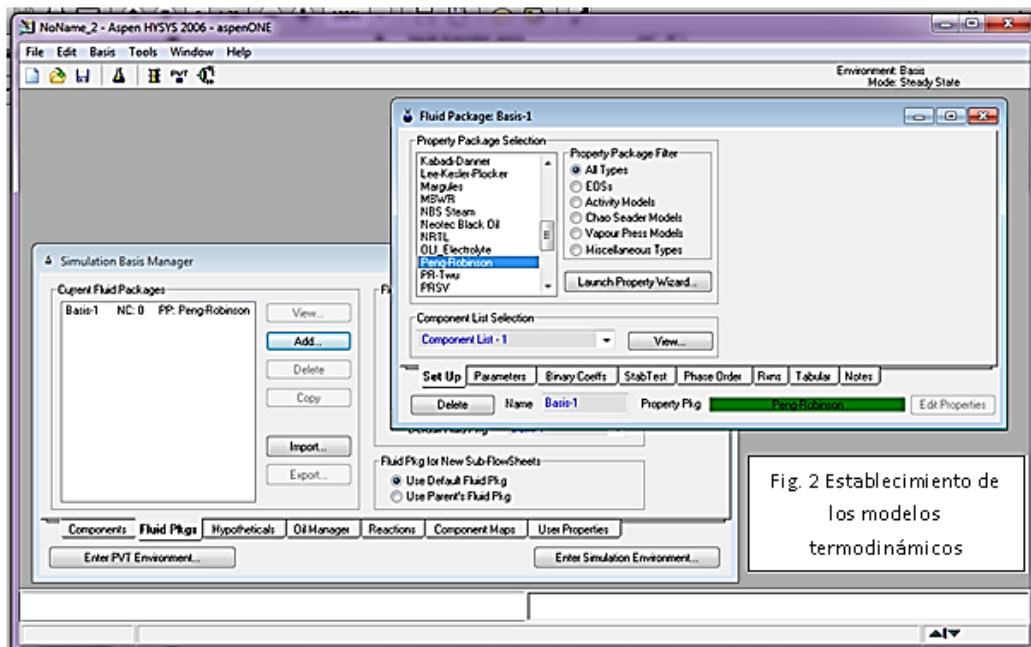 NoName_2 - Aspen HYSYS 2006 - aspenONE
File Edit Basis Tools Window Help
Environment: Basis
Mode: Steady State
Fluid Package: Basis-1
Property Package Selection
Kabadi-Danner
Lee-Kesler-Plocker
Margules
MBWR
NBS Steam
Neotec Black Oil
NRTL
OLI_Electrolyte
Peng-Robinson
PR-Twu
PRSV
Property Package Filter
All Types
EOSs
Activity Models
Chao Seader Models
Vapour Press Models
Miscellaneous Types
Launch Property Wizard...
Component List Selection
Component List - 1
View...
Set Up Parameters Binary Coeffs StabTest Phase Order Rxns Tabular Notes
Delete Name Basis-1 Property Pkg Peng-Robinson Edit Properties
Simulation Basis Manager
Current Fluid Packages
Basis-1 NC: 0 PP: Peng-Robinson
View...
Add...
Delete
Copy
Import...
Export...
Default Fluid Pkg
Fluid Pkg for New Sub-FlowSheets
Use Default Fluid Pkg
Use Parent's Fluid Pkg
Components Fluid Pkgs Hypotheticals Oil Manager Reactions Component Maps User Properties
Enter PVT Environment... Enter Simulation Environment...
Fig. 2 Establecimiento de
los modelos
termodinámicos